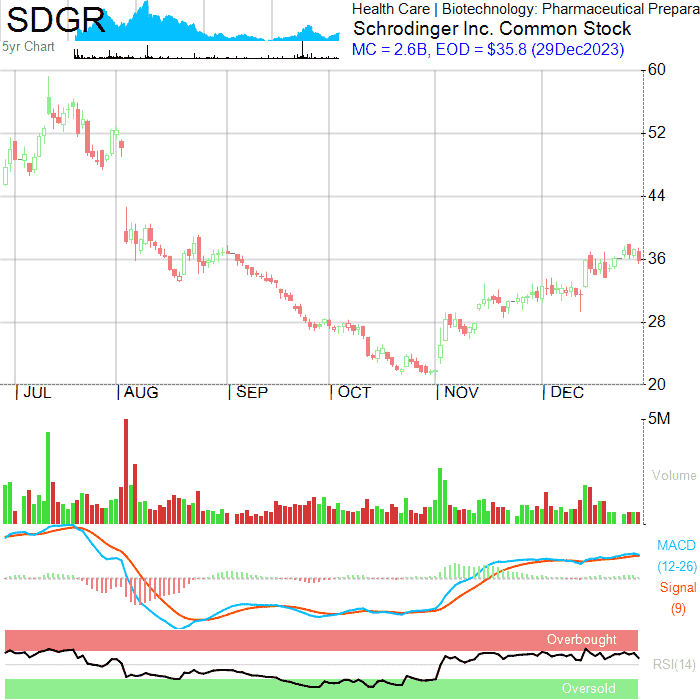 SDGR
5yr Chart
Health Care | Biotechnology: Pharmaceutical Prepara
Schrodinger Inc. Common Stock
MC = 2.6B, EOD = $35.8 (29Dec2023)
60
52
44
36
28
20
JUL AUG SEP OCT NOV DEC
5M
Volume
MACD
(12-26)
Signal
(9)
Overbought
RSI(14)
Oversold